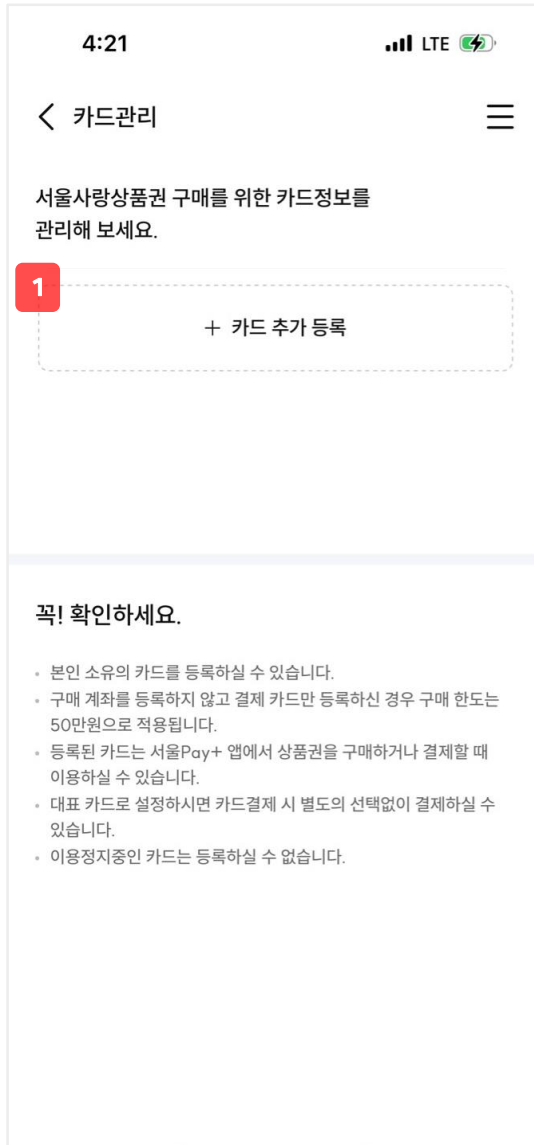 4:21
LTE
카드관리
서울사랑상품권 구매를 위한 카드정보를
관리해 보세요.
1
+ 카드 추가 등록
꼭! 확인하세요.
• 본인 소유의 카드를 등록하실 수 있습니다.
• 구매 계좌를 등록하지 않고 결제 카드만 등록하신 경우 구매 한도는
50만원으로 적용됩니다.
• 등록된 카드는 서울Pay+ 앱에서 상품권을 구매하거나 결제할 때
이용하실 수 있습니다.
• 대표 카드로 설정하시면 카드결제 시 별도의 선택없이 결제하실 수
있습니다.
• 이용정지중인 카드는 등록하실 수 없습니다.